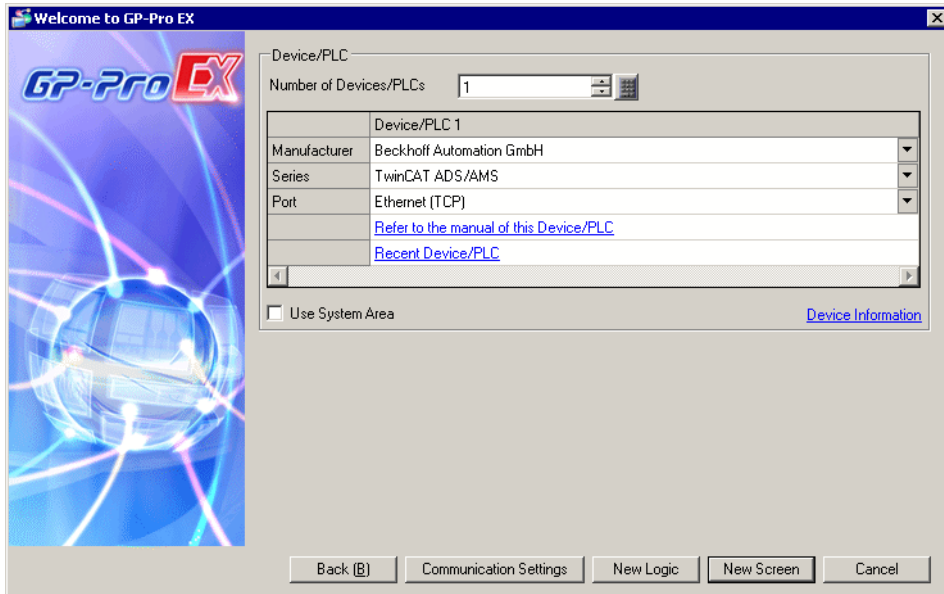 Welcome to GP-Pro EX
GP-Pro EX
Device/PLC
Number of Devices/PLCs 1
Device/PLC 1
Manufacturer Beckhoff Automation GmbH
Series TwinCAT ADS/AMS
Port Ethernet (TCP)
Refer to the manual of this Device/PLC
Recent Device/PLC
Use System Area Device Information
Back (B) Communication Settings New Logic New Screen Cancel